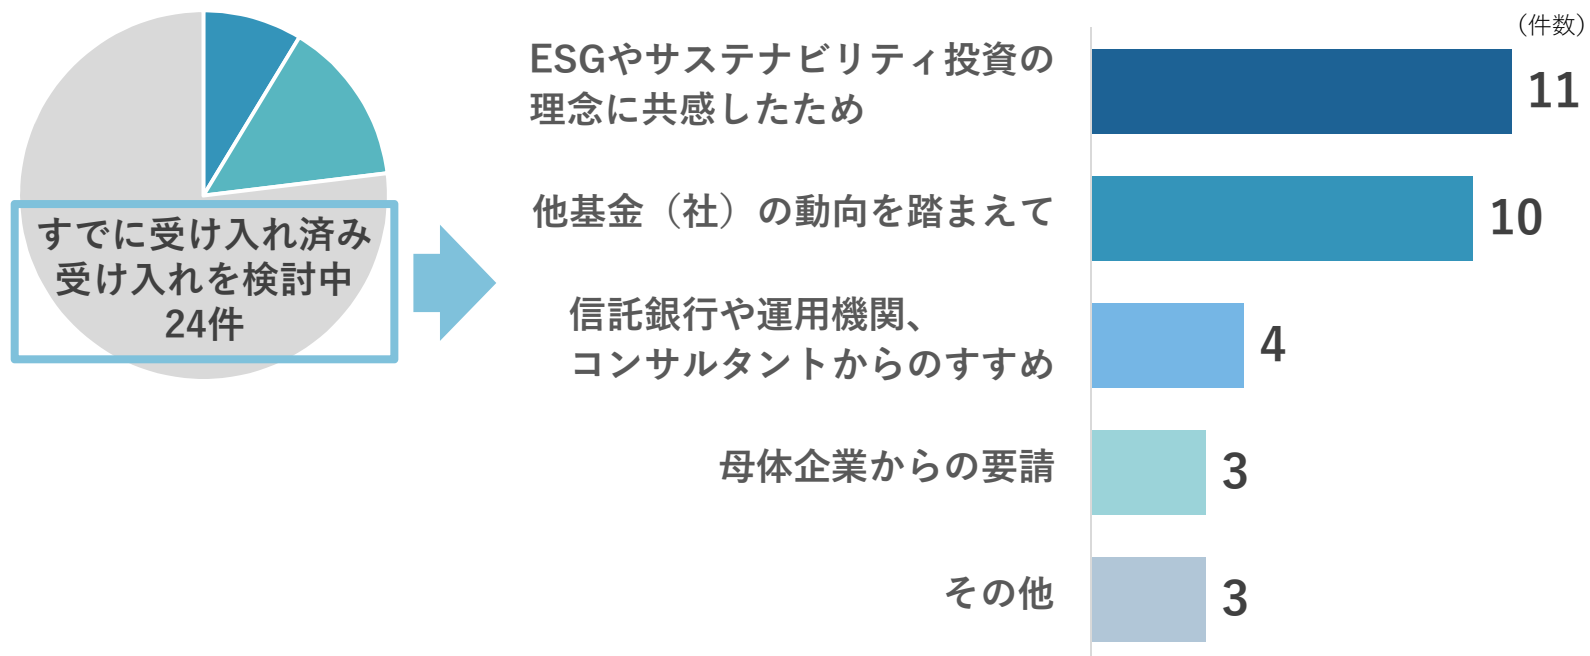 すでに受け入れ済み
受け入れを検討中
24件
（件数）
ESGやサステナビリティ投資の
理念に共感したため
11
他基金（社）の動向を踏まえて
10
信託銀行や運用機関、
コンサルタントからのすすめ
4
母体企業からの要請
3
その他
3